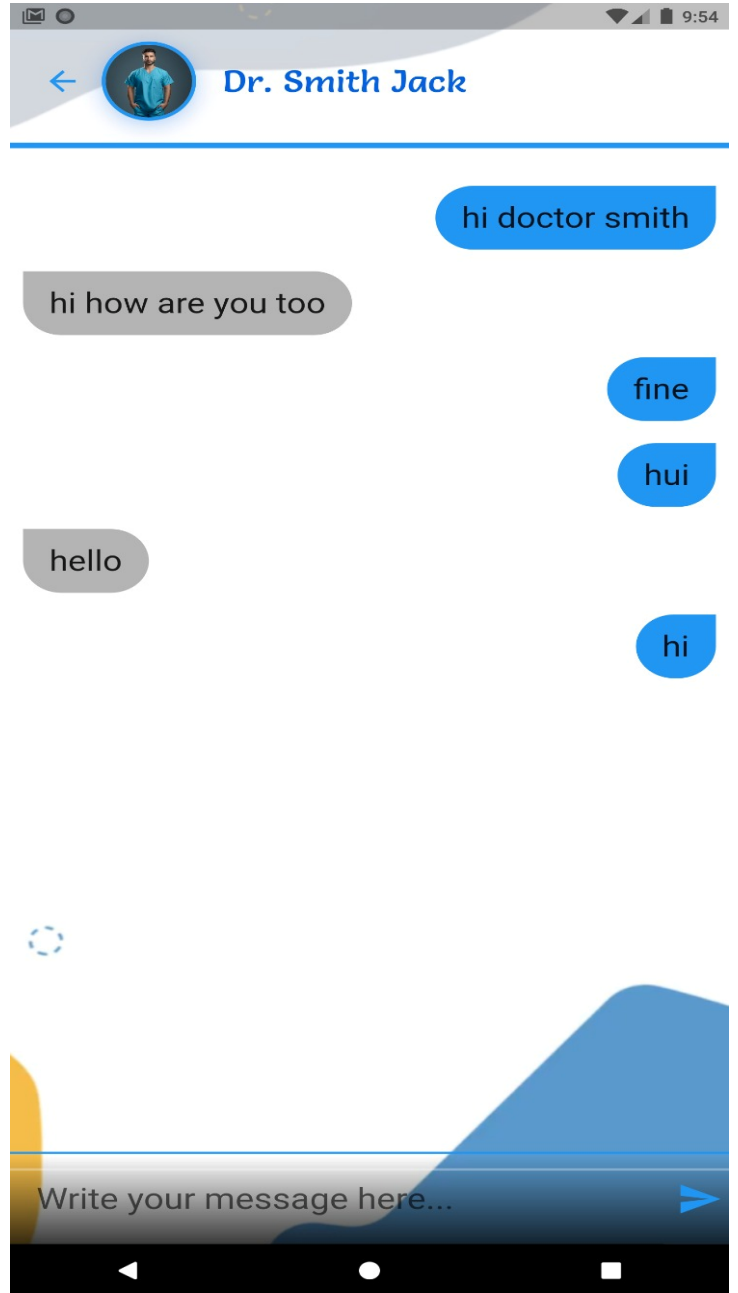 9:54
Dr. Smith Jack
hi doctor smith
hi how are you too
fine
hui
hello
hi
Write your message here...